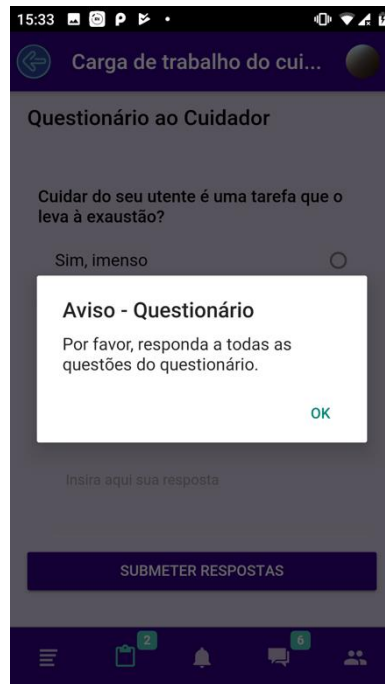 15:33
Carga de trabalho do cui...
Questionário ao Cuidador
Cuidar do seu utente é uma tarefa que o
leva à exaustão?
Sim, imenso
Aviso - Questionário
Por favor, responda a todas as
questões do questionário.
OK
Insira aqui sua resposta
SUBMETER RESPOSTAS
2
6